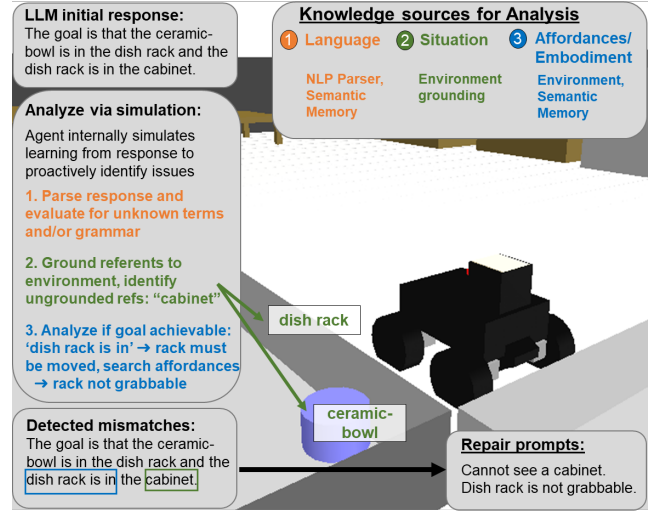 LLM initial response:
The goal is that the ceramic-
bowl is in the dish rack and the
dish rack is in the cabinet.
Knowledge sources for Analysis
1 Language
NLP Parser,
Semantic
Memory
2 Situation
Environment
grounding
3 Affordances/
Embodiment
Environment,
Semantic
Memory
Analyze via simulation:
Agent internally simulates
learning from response to
proactively identify issues
1. Parse response and
evaluate for unknown terms
and/or grammar
2. Ground referents to
environment, identify
ungrounded refs: “cabinet”
3. Analyze if goal achievable:
‘dish rack is in’ → rack must
be moved, search affordances
→ rack not grabbable
dish rack
ceramic-
bowl
Detected mismatches:
The goal is that the ceramic-
bowl is in the dish rack and the
dish rack is in the cabinet.
Repair prompts:
Cannot see a cabinet.
Dish rack is not grabbable.